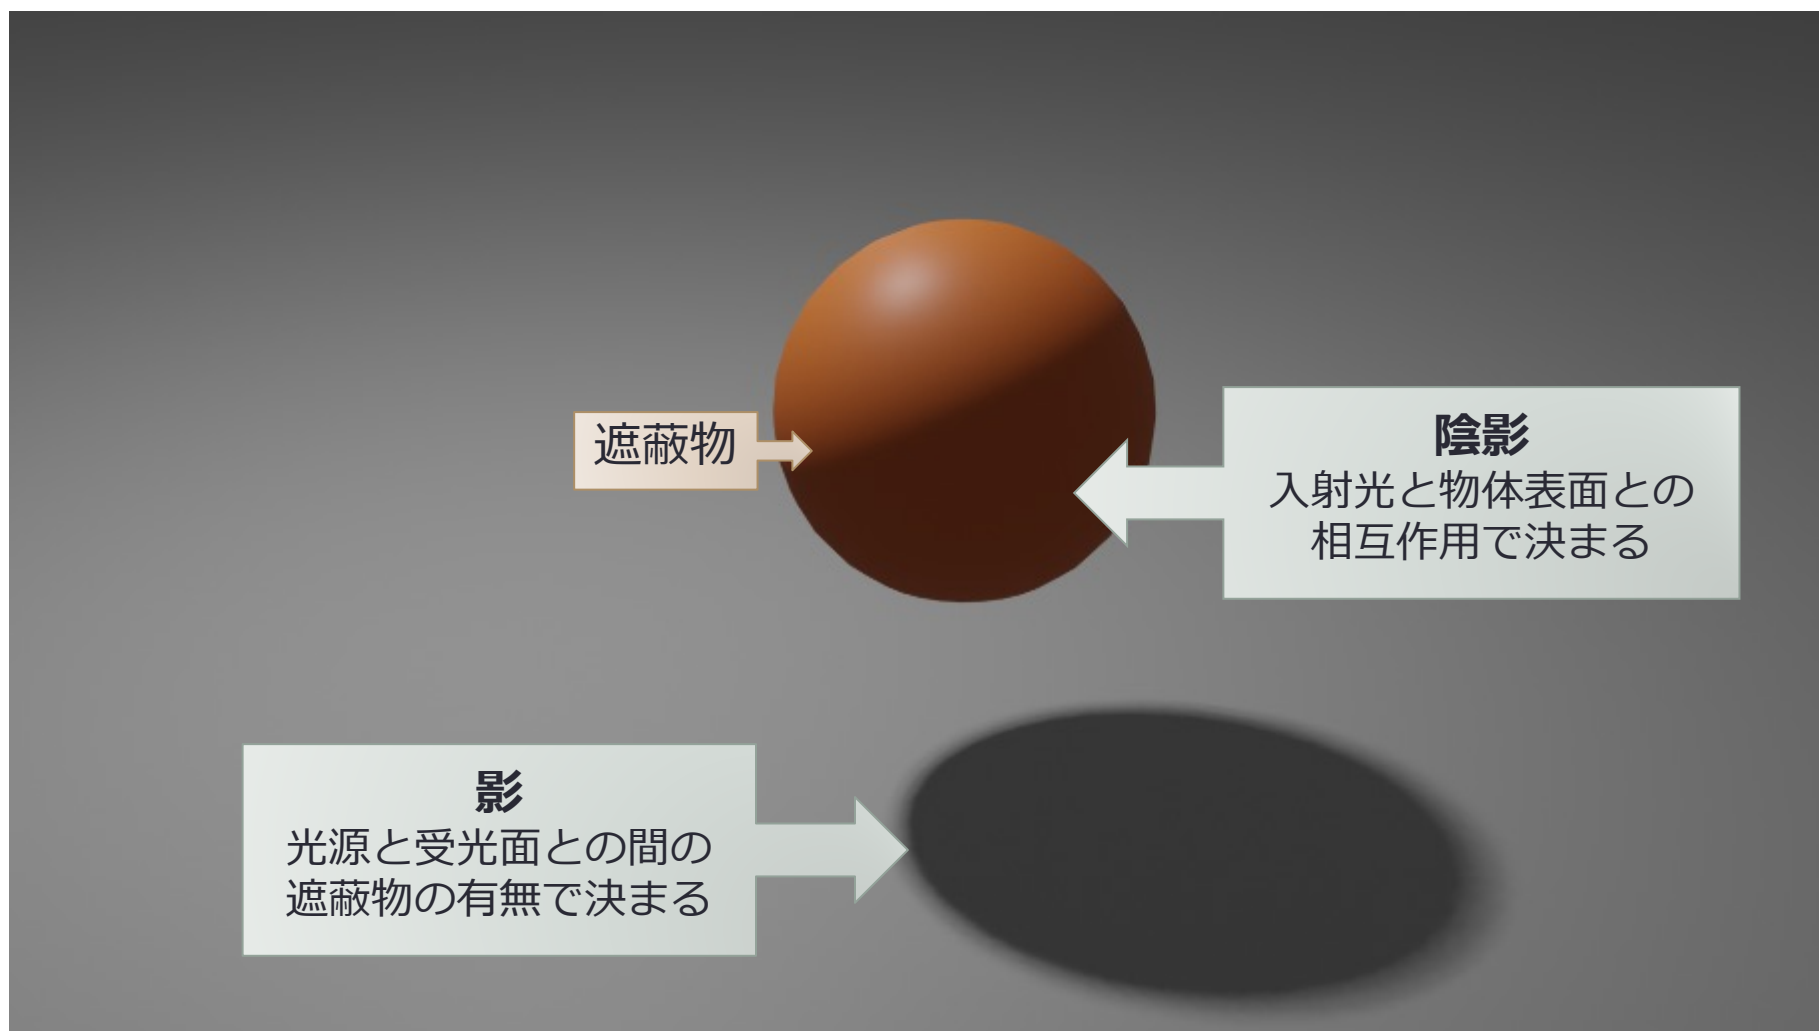 遮蔽物
陰影
入射光と物体表面との
相互作用で決まる
影
光源と受光面との間の
遮蔽物の有無で決まる